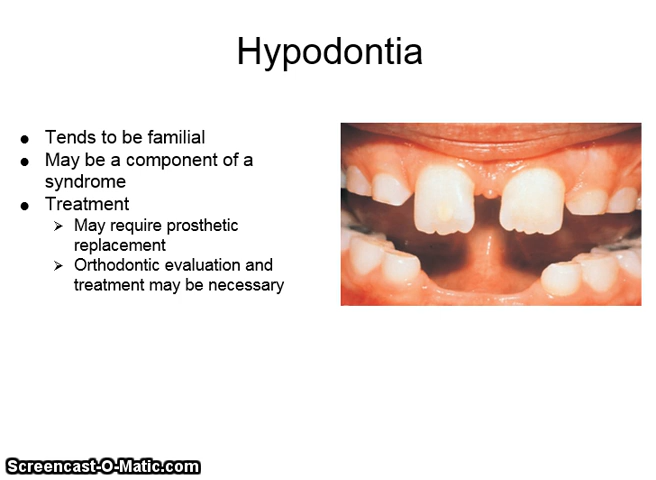 Hypodontia
● Tends to be familial
● May be a component of a
syndrome
● Treatment
➢ May require prosthetic
replacement
➢ Orthodontic evaluation and
treatment may be necessary
Screencast-O-Matic.com